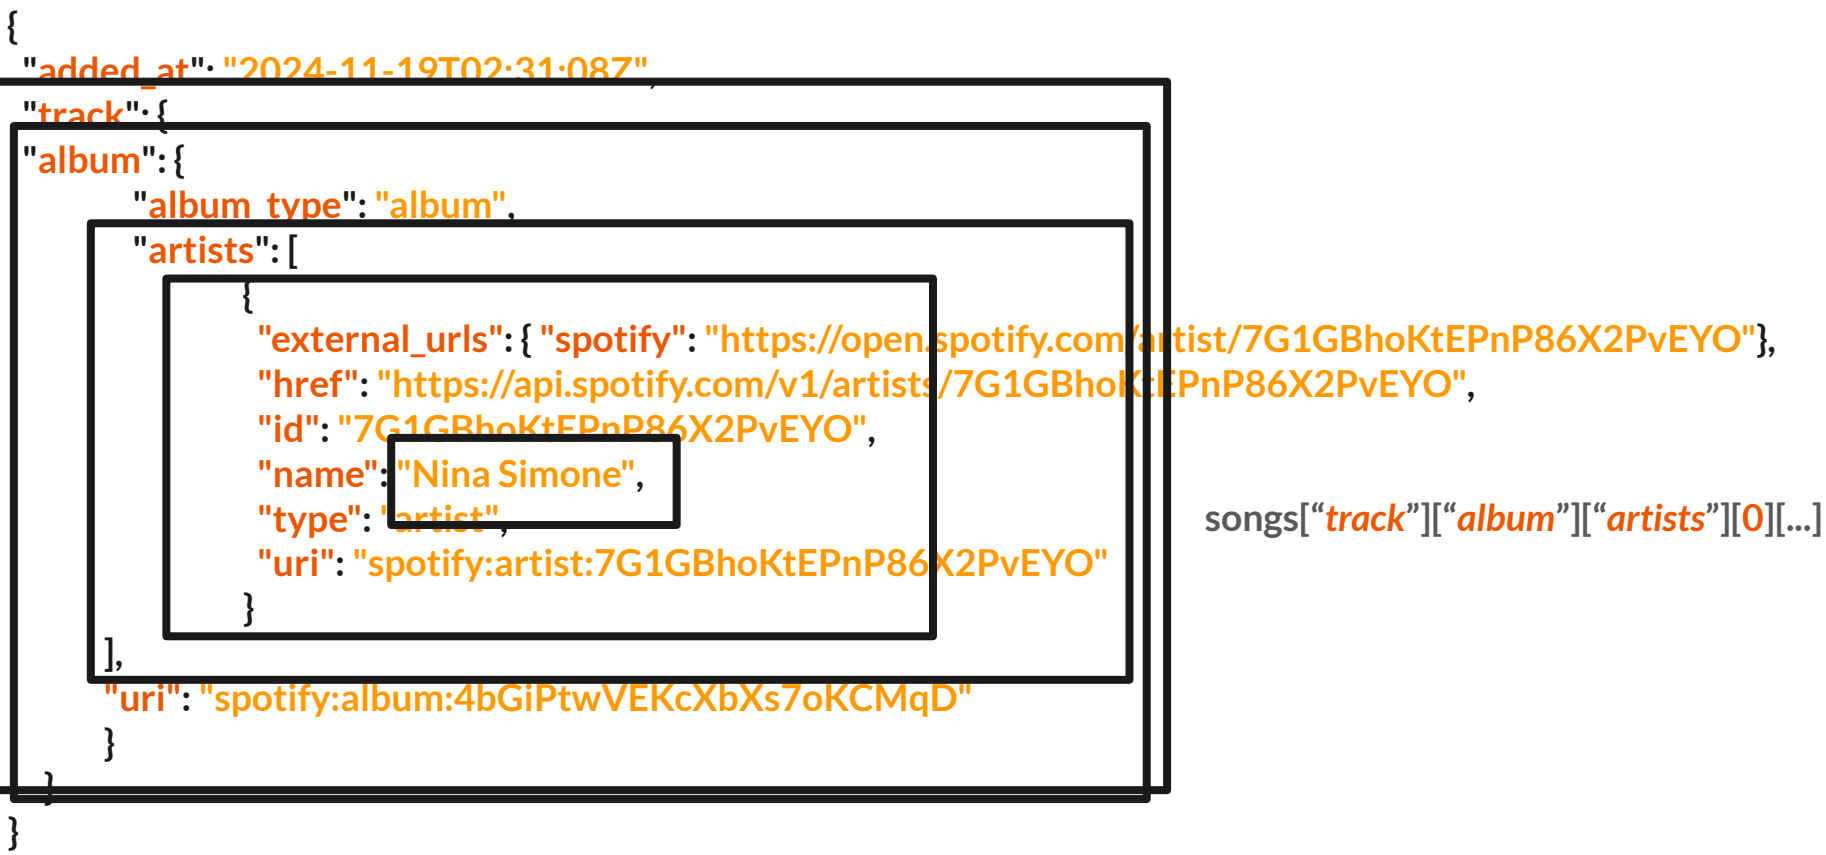 {
"added_at": "2024-11-19T02:31:08Z",
"track": {
"album": {
"album_type": "album",
"artists": [
{
"external_urls": { "spotify": "https://open.spotify.com/artist/7G1GBhoKtEPnP86X2PvEYO"},
"href": "https://api.spotify.com/v1/artists/7G1GBhoKtEPnP86X2PvEYO",
"id": "7G1GBhoKtEPnP86X2PvEYO",
"name": "Nina Simone",
"type": "artist",
"uri": "spotify:artist:7G1GBhoKtEPnP86X2PvEYO"
}
],
"uri": "spotify:album:4bGiPtwVEKcXbXs7oKCMqD"
}
}
}
songs[“track”][“album”][“artists”][0][...]